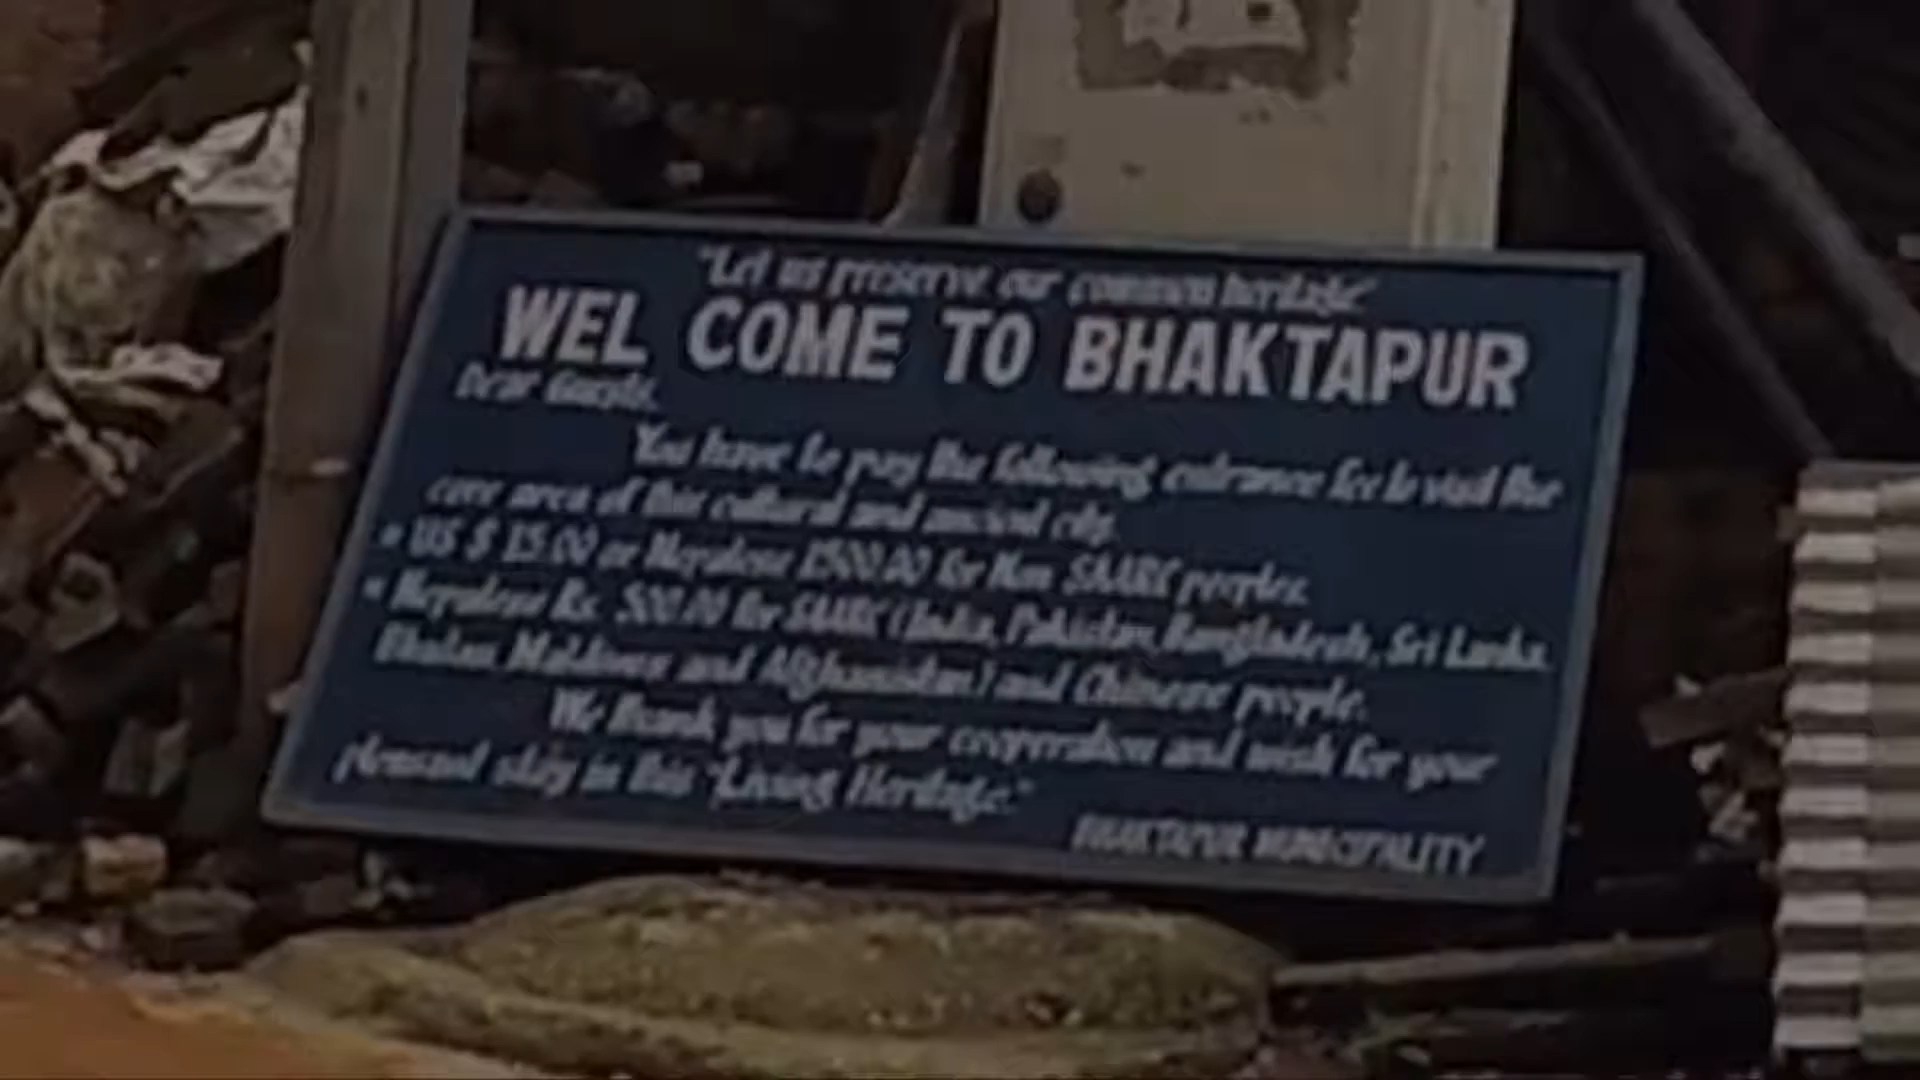 "Let us preserve our common heritage"
WEL COME TO BHAKTAPUR
Dear Guests,
You have to pay the following entrance fee to visit the
core area of this cultural and ancient city.
* US $ 15.00 or Nepalese 1500.00 for Non SAARC peoples.
* Nepalese Rs. 500.00 for SAARC (India, Pakistan, Bangladesh, Sri Lanka,
Bhutan, Maldives and Afghanistan) and Chinese people.
We thank you for your cooperation and wish for your
pleasant stay in this "Living Heritage."
BHAKTAPUR MUNICIPALITY